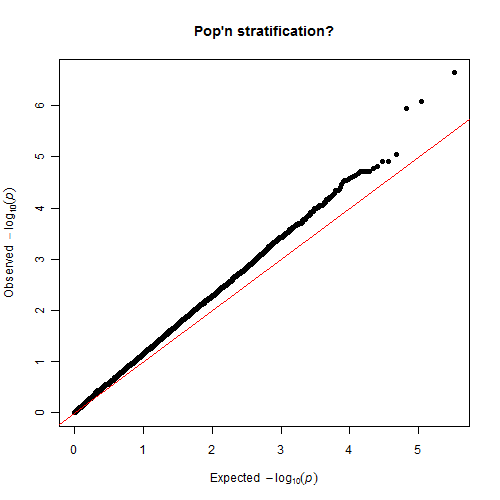 Pop'n stratification?
Observed −log₁₀(p)
6
5
4
3
2
1
0
0 1 2 3 4 5
Expected −log₁₀(p)